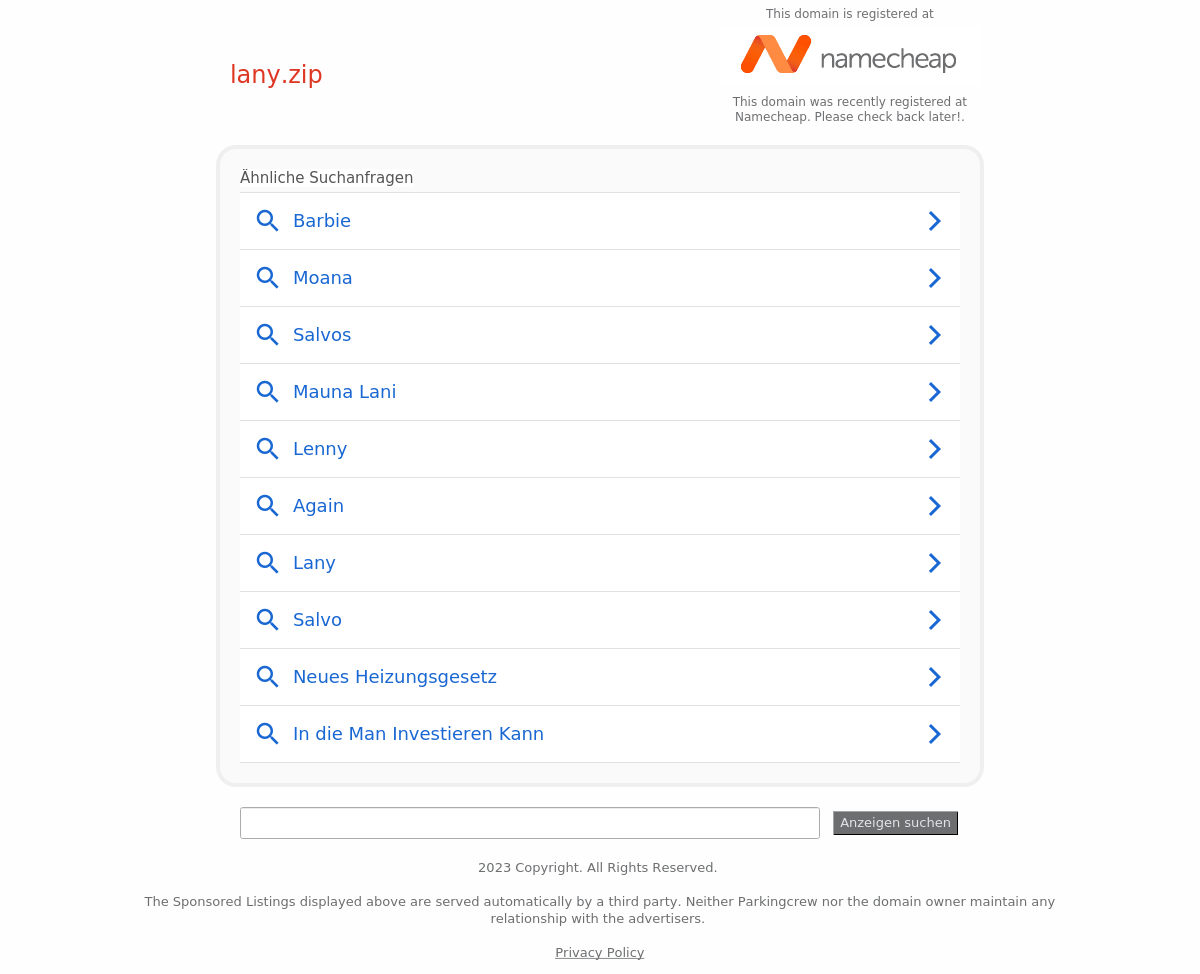 This domain is registered at
namecheap
lany.zip
This domain was recently registered at
Namecheap. Please check back later!.
Ähnliche Suchanfragen
Barbie
Moana
Salvos
Mauna Lani
Lenny
Again
Lany
Salvo
Neues Heizungsgesetz
In die Man Investieren Kann
Anzeigen suchen
2023 Copyright. All Rights Reserved.
The Sponsored Listings displayed above are served automatically by a third party. Neither Parkingcrew nor the domain owner maintain any
relationship with the advertisers.
Privacy Policy